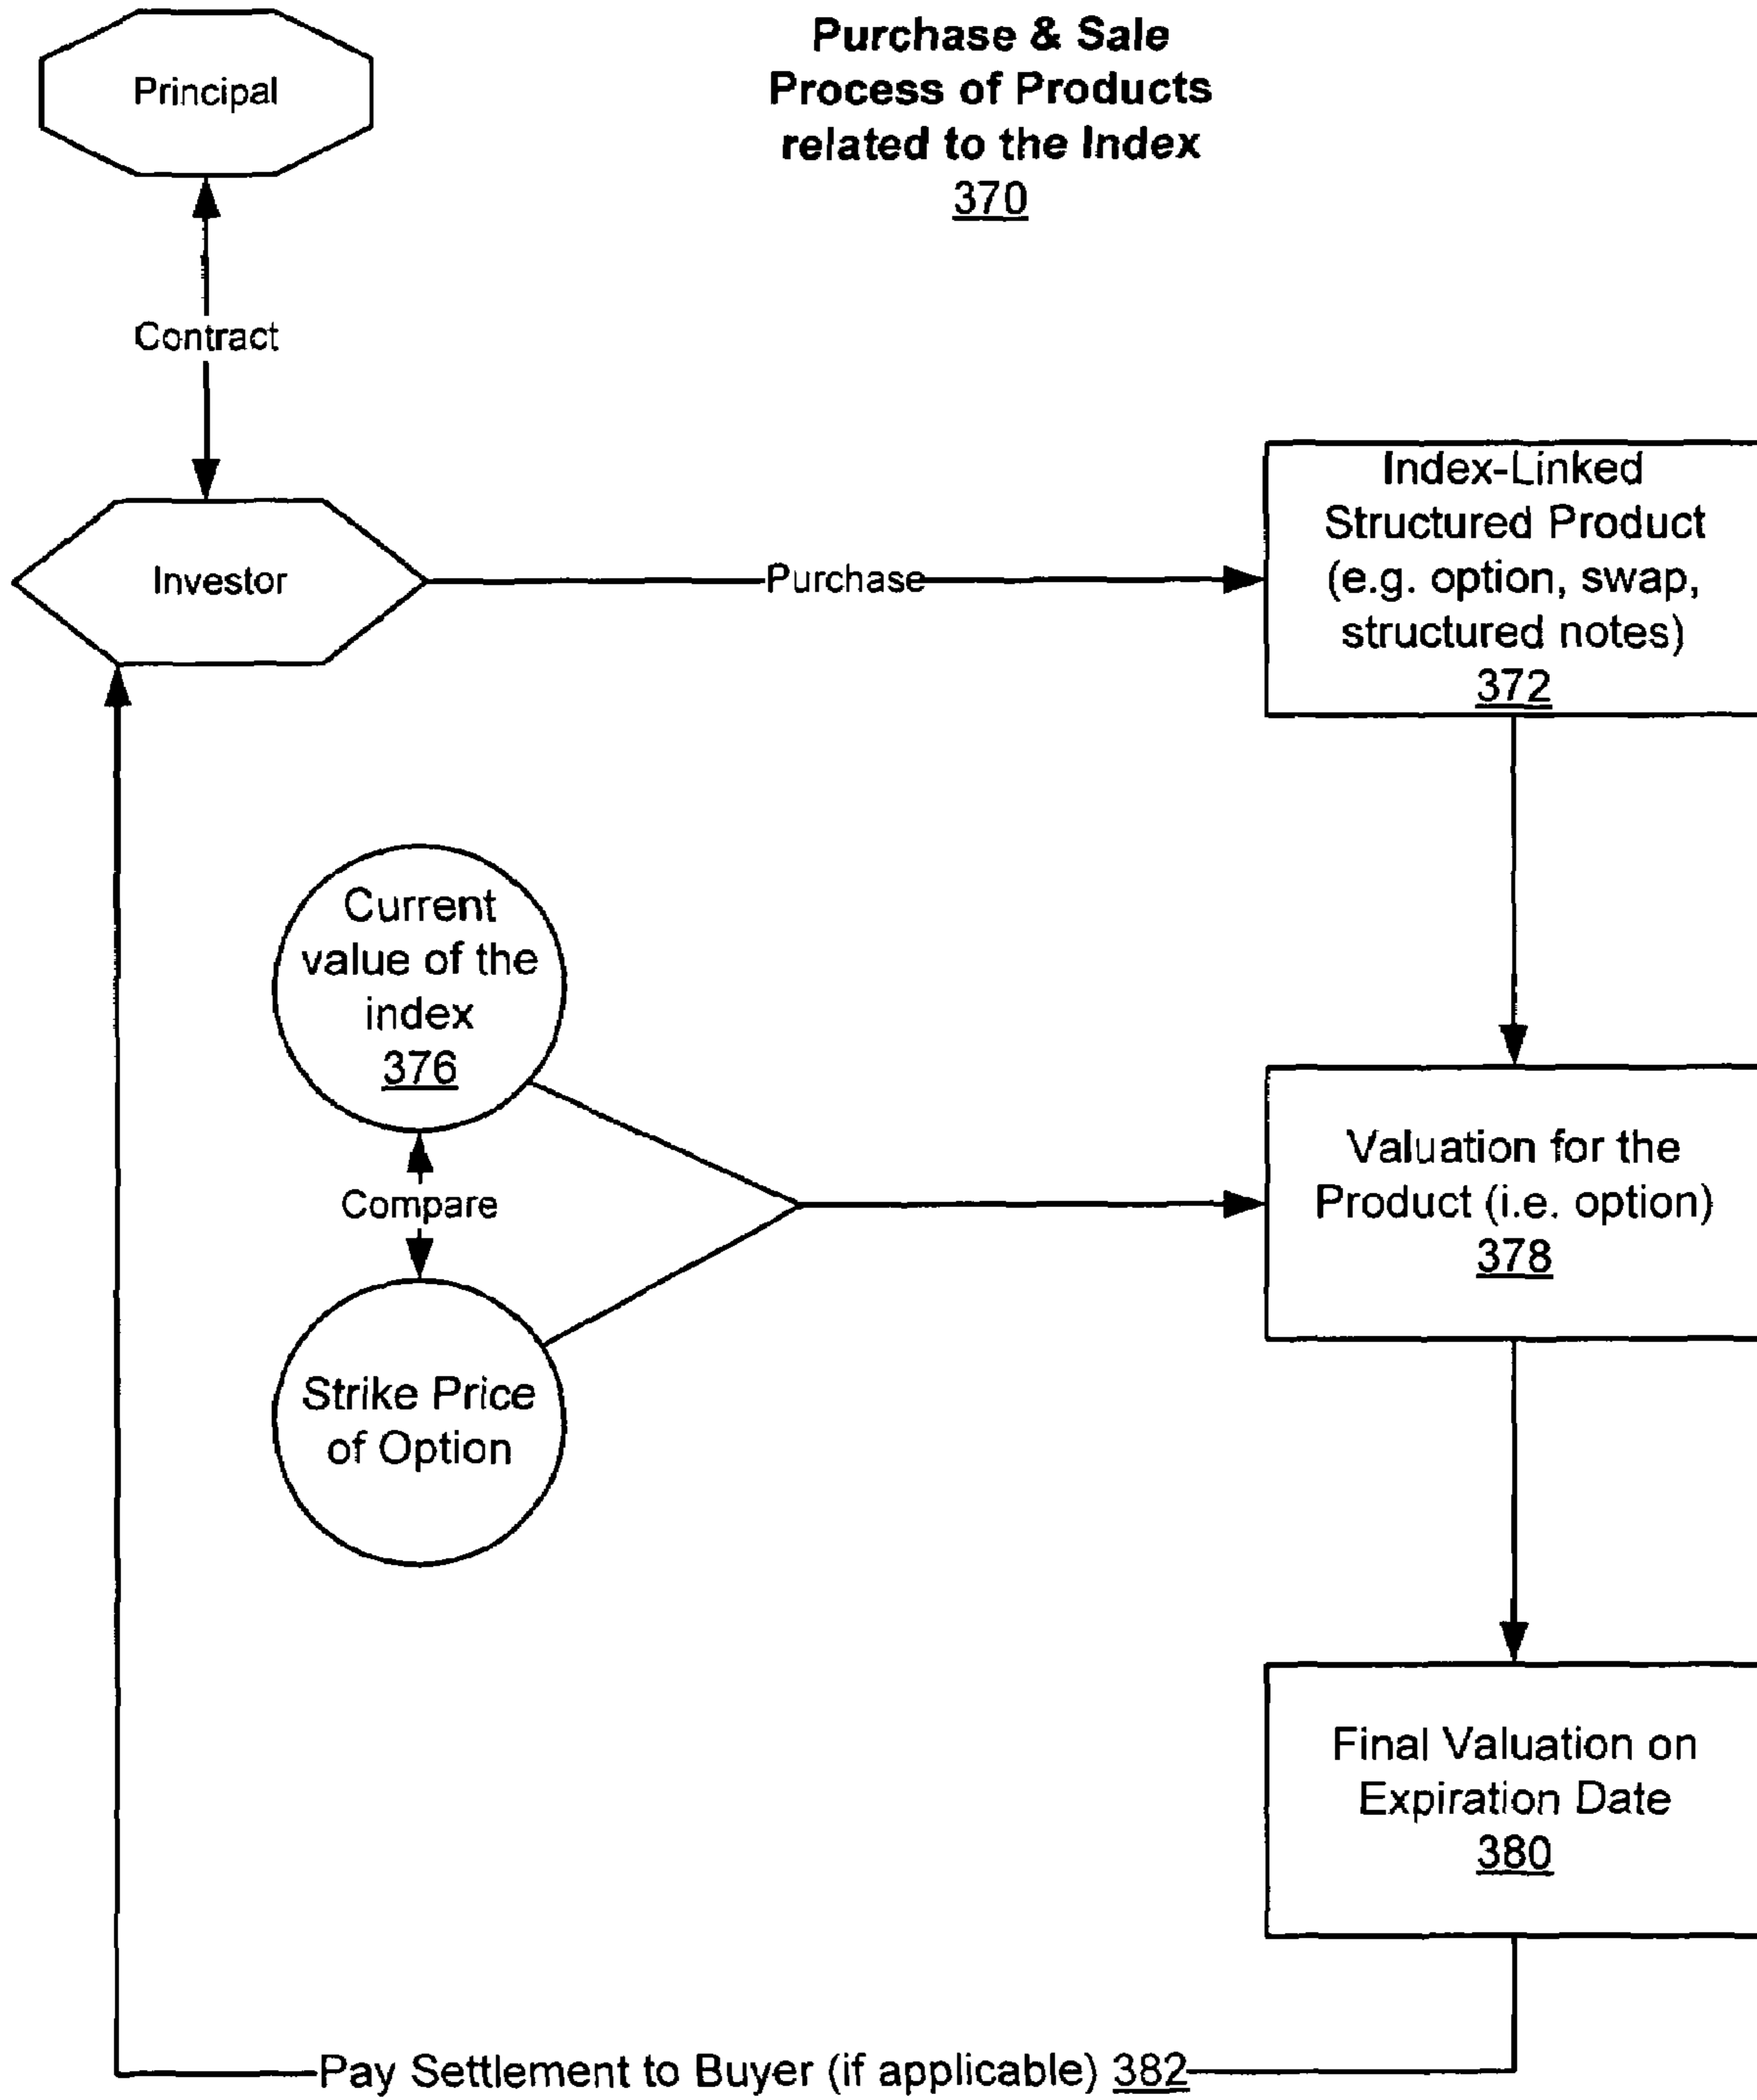 Principal
Purchase & Sale
Process of Products
related to the Index
370
Contract
Investor
Purchase
Index-Linked
Structured Product
(e.g. option, swap,
structured notes)
372
Current
value of the
index
376
Compare
Strike Price
of Option
Valuation for the
Product (i.e. option)
378
Final Valuation on
Expiration Date
380
Pay Settlement to Buyer (if applicable) 382